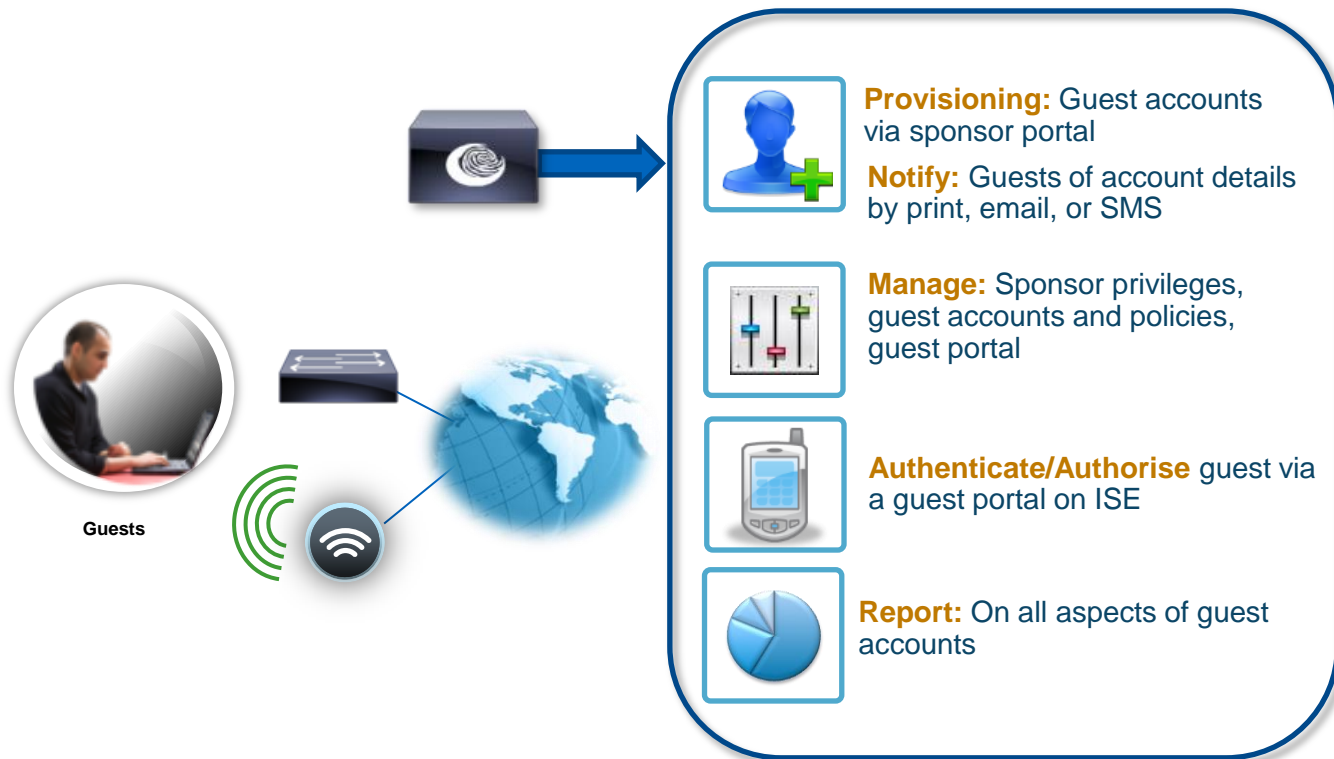 Provisioning: Guest accounts
via sponsor portal
Notify: Guests of account details
by print, email, or SMS
Manage: Sponsor privileges,
guest accounts and policies,
guest portal
Authenticate/Authorise guest via
a guest portal on ISE
Report: On all aspects of guest
accounts
Guests